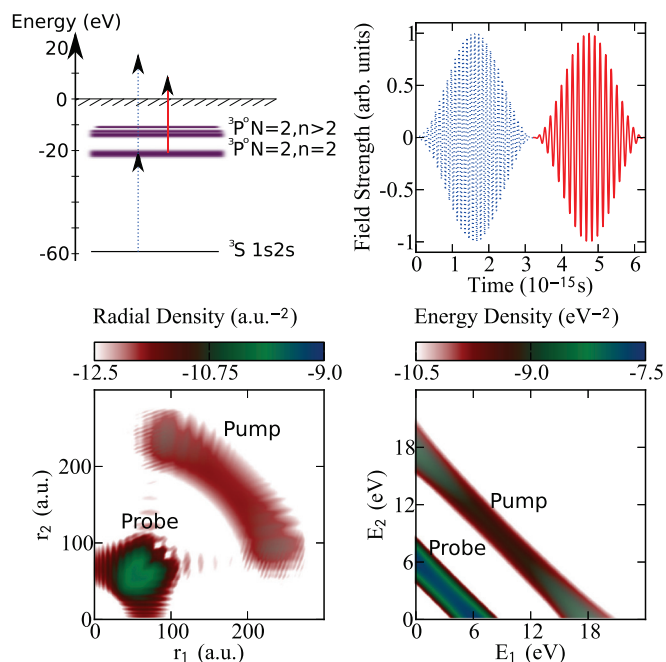 Energy (eV)
20
0
-20
-60
³Pᵒ N=2,n>2
³Pᵒ N=2,n=2
³S 1s2s
Field Strength (arb. units)
1
0.5
0
-0.5
-1
0 1 2 3 4 5 6
Time (10⁻¹⁵s)
Radial Density (a.u.⁻²)
-12.5 -10.75 -9.0
Pump
Probe
r₂ (a.u.)
200
100
0
0 100 200
r₁ (a.u.)
Energy Density (eV⁻²)
-10.5 -9.0 -7.5
Pump
Probe
E₂ (eV)
18
12
6
0
0 6 12 18
E₁ (eV)